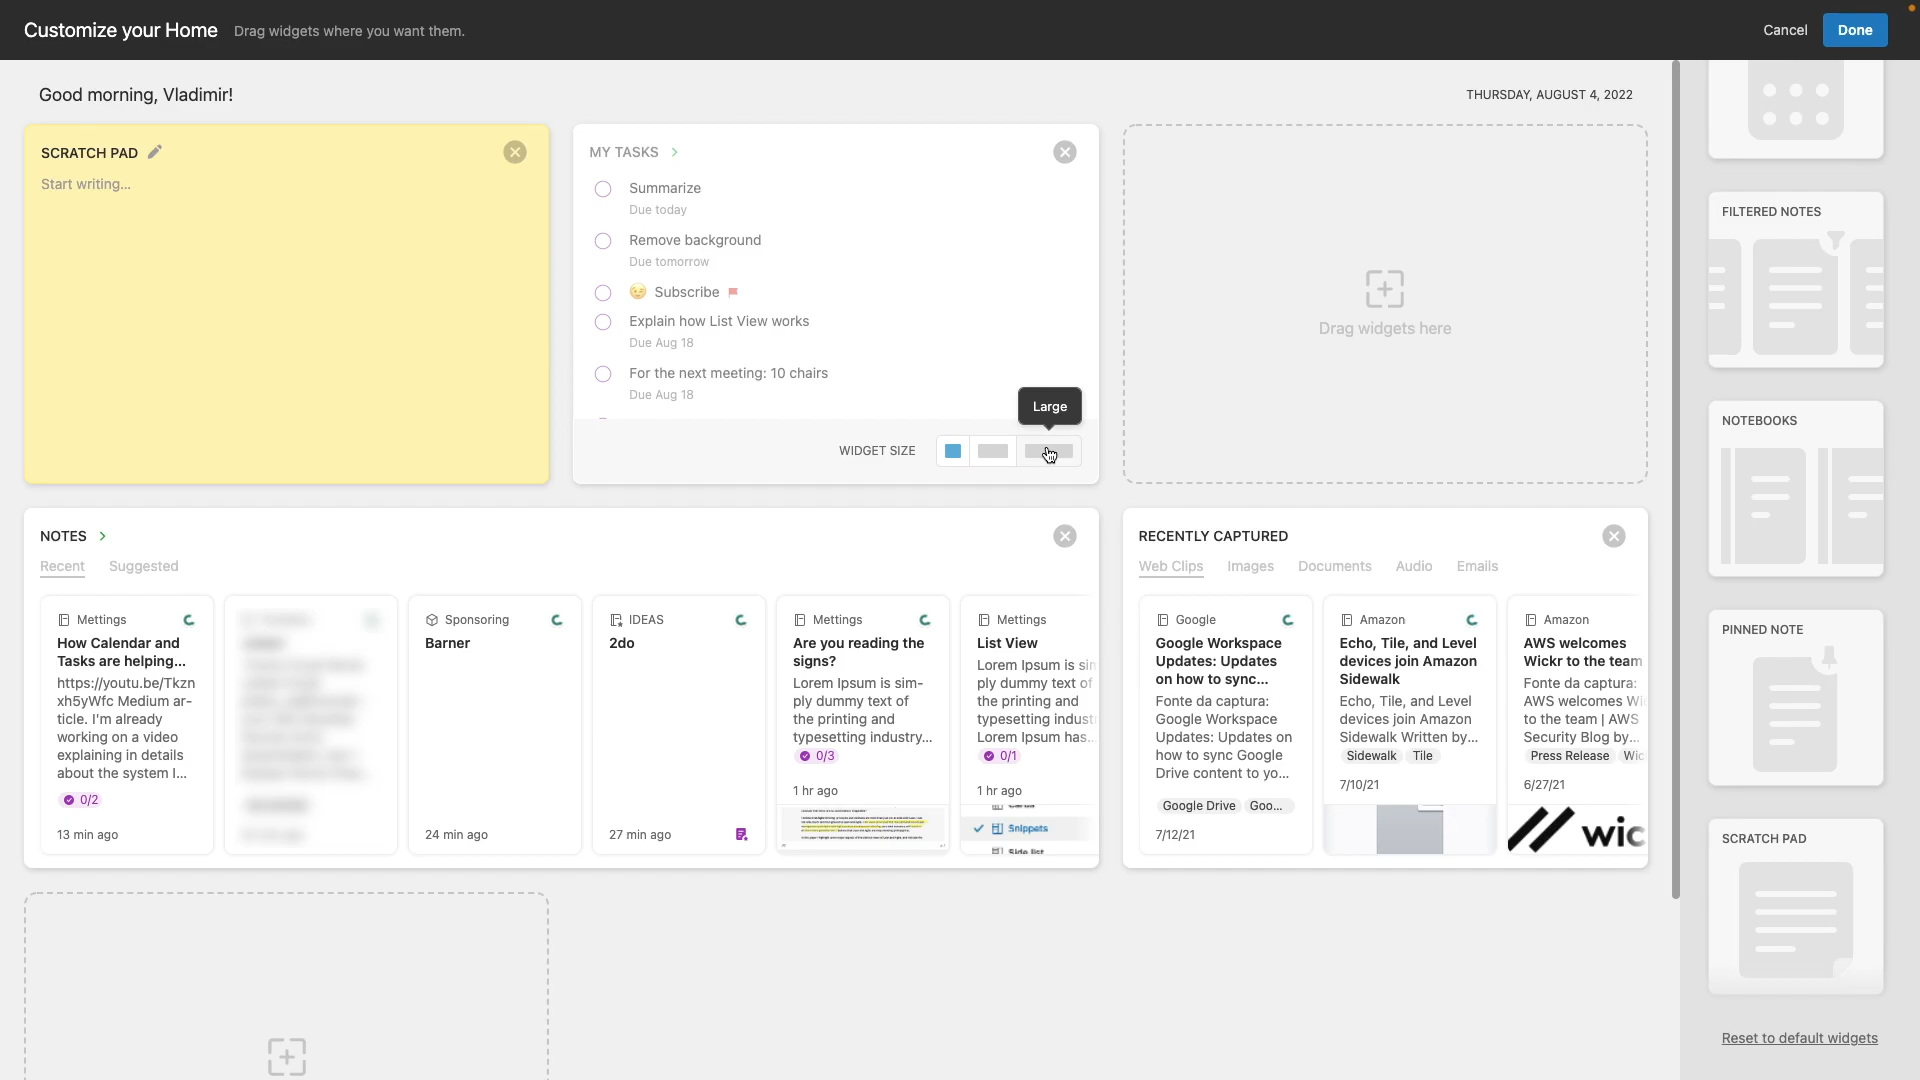 Customize your Home
Drag widgets where you want them.
Cancel
Done
Good morning, Vladimir!
THURSDAY, AUGUST 4, 2022
SCRATCH PAD
Start writing...
MY TASKS
Summarize
Due today
Remove background
Due tomorrow
😉 Subscribe
Explain how List View works
Due Aug 18
For the next meeting: 10 chairs
Due Aug 18
Large
WIDGET SIZE
Drag widgets here
NOTES
Recent
Suggested
Mettings
How Calendar and
Tasks are helping...
https://youtu.be/Tkzn
xh5yWfc Medium ar-
ticle. I'm already
working on a video
explaining in details
about the system I...
0/2
13 min ago
Sponsoring
Barner
24 min ago
IDEAS
2do
27 min ago
Mettings
Are you reading the
signs?
Lorem Ipsum is sim-
ply dummy text of
the printing and
typesetting industry...
0/3
1 hr ago
Mettings
List View
Lorem Ipsum is sim
ply dummy text of
the printing and
typesetting indust
Lorem Ipsum has...
0/1
1 hr ago
Cards
Snippets
Side list
RECENTLY CAPTURED
Web Clips
Images
Documents
Audio
Emails
Google
Google Workspace
Updates: Updates
on how to sync...
Fonte da captura:
Google Workspace
Updates: Updates on
how to sync Google
Drive content to yo...
Google Drive
Goo...
7/12/21
Amazon
Echo, Tile, and Level
devices join Amazon
Sidewalk
Echo, Tile, and Level
devices join Amazon
Sidewalk Written by...
Sidewalk
Tile
7/10/21
Amazon
AWS welcomes
Wickr to the team
Fonte da captura:
AWS welcomes Wi
to the team | AWS
Security Blog by...
Press Release
Wic
6/27/21
wic
FILTERED NOTES
NOTEBOOKS
PINNED NOTE
SCRATCH PAD
Reset to default widgets